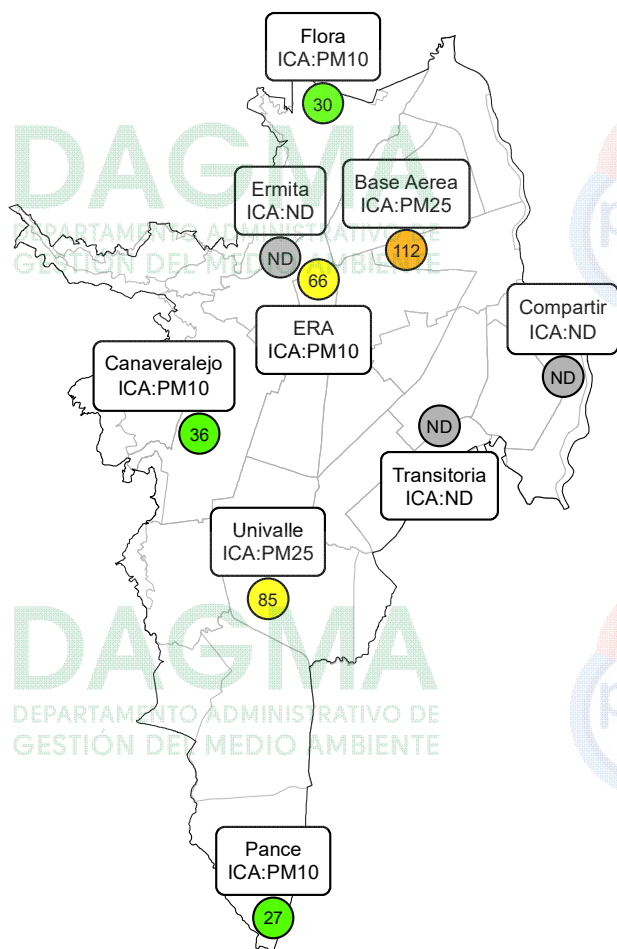 Flora
ICA:PM10
30
DAGMA
DEPARTAMENTO ADMINISTRATIVO DE
GESTIÓN DEL MEDIO AMBIENTE
Ermita
ICA:ND
ND
Base Aerea
ICA:PM25
112
66
ERA
ICA:PM10
Compartir
ICA:ND
ND
Canaveralejo
ICA:PM10
36
ND
Transitoria
ICA:ND
Univalle
ICA:PM25
85
DAGMA
DEPARTAMENTO ADMINISTRATIVO DE
GESTIÓN DEL MEDIO AMBIENTE
Pance
ICA:PM10
27